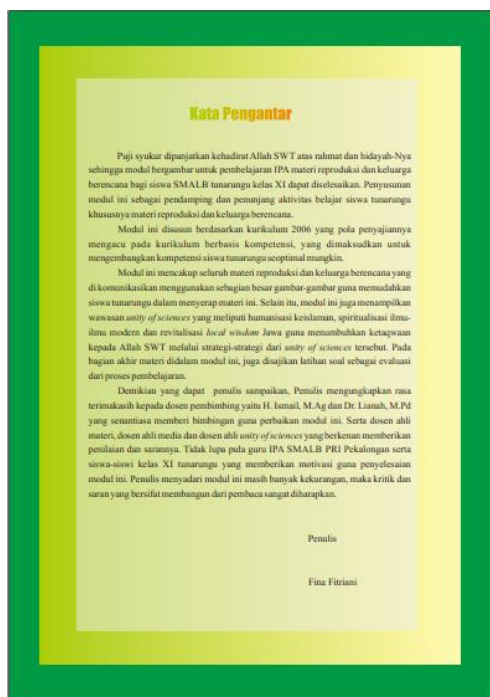 Kata Pengantar
Puji syukur dipanjatkan kehadirat Allah SWT atas rahmat dan hidayah-Nya
sehingga modul bergambar untuk pembelajaran IPA materi reproduksi dan keluarga
berencana bagi siswa SMALB tunarungu kelas XI dapat diselesaikan. Penyusunan
modul ini sebagai pendamping dan penunjang aktivitas belajar siswa tunarungu
khususnya materi reproduksi dan keluarga berencana.
Modul ini disusun berdasarkan kurikulum 2006 yang pola penyajiannya
mengacu pada kurikulum berbasis kompetensi, yang dimaksudkan untuk
mengembangkan kompetensi siswa tunarungu seoptimal mungkin.
Modul ini mencakup seluruh materi reproduksi dan keluarga berencana yang
di komunikasikan menggunakan sebagian besar gambar-gambar guna memudahkan
siswa tunarungu dalam menyerap materi ini. Selain itu, modul ini juga menampilkan
wawasan unity of sciences yang meliputi humanisasi keislaman, spiritualisasi ilmu-
ilmu modern dan revitalisasi local wisdom Jawa guna menumbuhkan ketaqwaan
kepada Allah SWT melalui strategi-strategi dari unity of sciences tersebut. Pada
bagian akhir materi didalam modul ini, juga disajikan latihan soal sebagai evaluasi
dari proses pembelajaran.
Demikian yang dapat penulis sampaikan, Penulis mengungkapkan rasa
terimakasih kepada dosen pembimbing yaitu H. Ismail, M.Ag dan Dr. Lianah, M.Pd
yang senantiasa memberi bimbingan guna perbaikan modul ini. Serta dosen ahli
materi, dosen ahli media dan dosen ahli unity of sciences yang berkenan memberikan
penilaian dan sarannya. Tidak lupa pula guru IPA SMALB PRI Pekalongan serta
siswa-siswi kelas XI tunarungu yang memberikan motivasi guna penyelesaian
modul ini. Penulis menyadari modul ini masih banyak kekurangan, maka kritik dan
saran yang bersifat membangun dari pembaca sangat diharapkan.
Penulis
Fina Fitriani